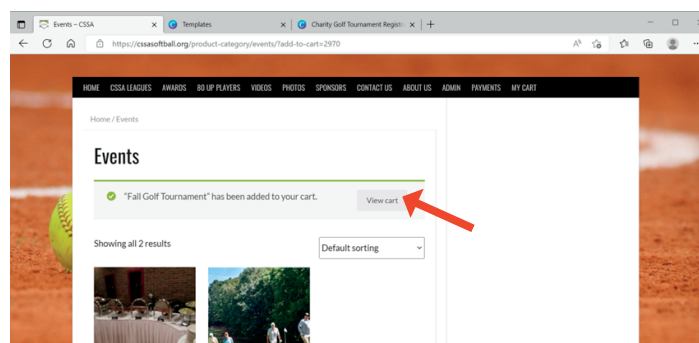 Events – CSSA
Templates
Charity Golf Tournament Registr
https://cssasoftball.org/product-category/events/?add-to-cart=2970
HOME CSSA LEAGUES AWARDS 80 UP PLAYERS VIDEOS PHOTOS SPONSORS CONTACT US ABOUT US ADMIN PAYMENTS MY CART
Home / Events
Events
"Fall Golf Tournament" has been added to your cart.
View cart
Showing all 2 results
Default sorting